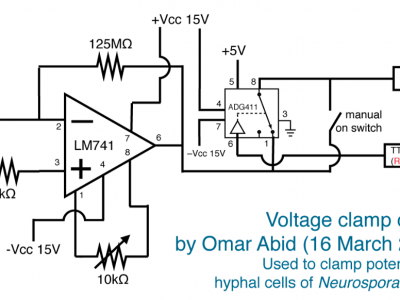 +Vcc 15V
125MΩ
+5V
5
8
ADG411
4
7
3
−Vcc 15V
6
1
manual
on switch
2
LM741
7
6
3
4
8
1
kΩ
-Vcc 15V
10kΩ
TT
(R
Voltage clamp c
by Omar Abid (16 March 2
Used to clamp poten
hyphal cells of Neurospora